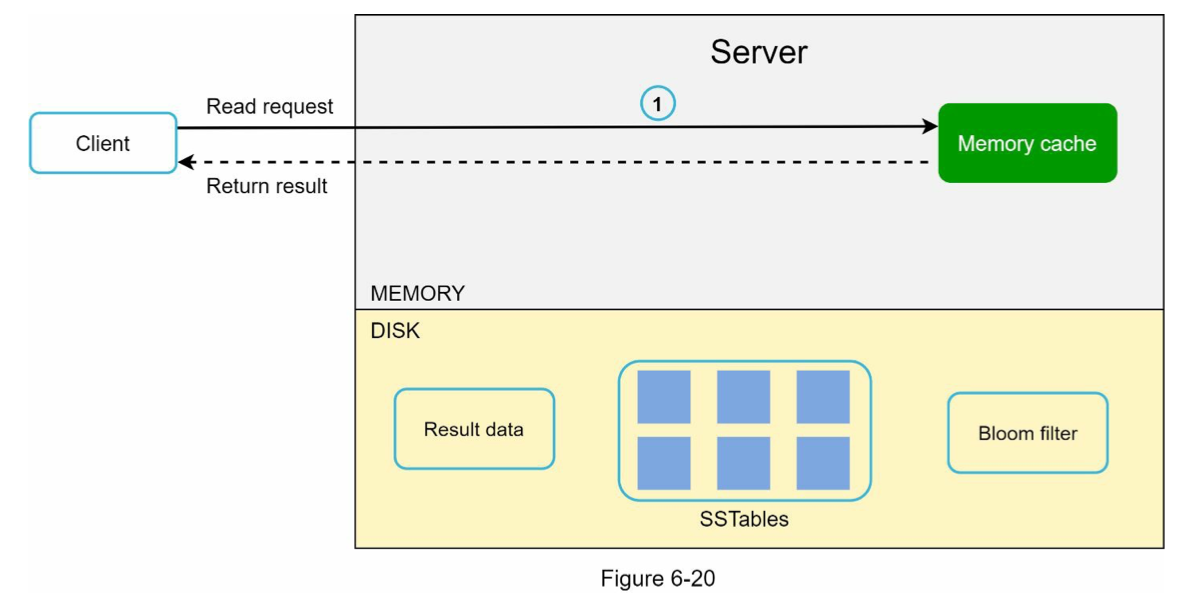 Server
Read request
1
Client
Memory cache
Return result
MEMORY
DISK
Result data
Bloom filter
SSTables
Figure 6-20